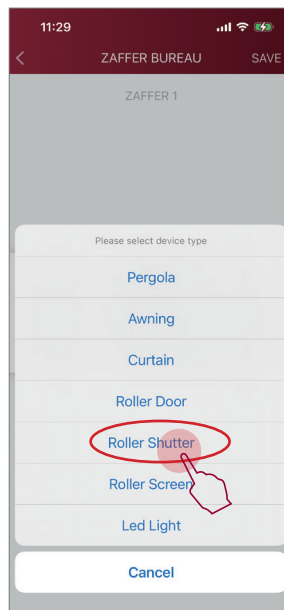 11:29
ZAFFER BUREAU SAVE
ZAFFER 1
Please select device type
Pergola
Awning
Curtain
Roller Door
Roller Shutter
Roller Screen
Led Light
Cancel